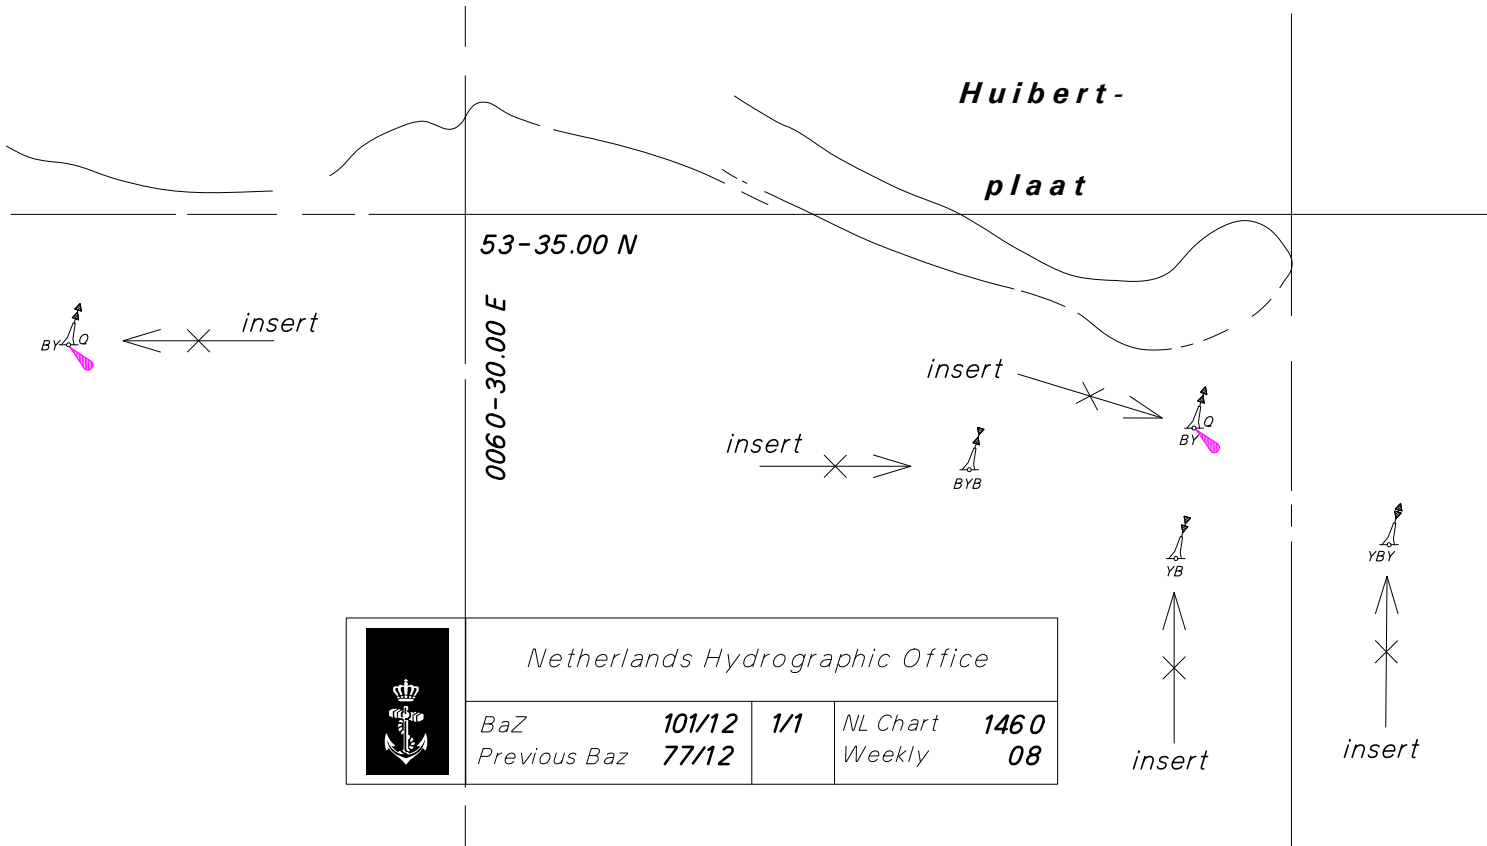 Huibert-
plaat
53-35.00 N
0060-30.00 E
insert
BY Q
insert
Q
BY
insert
BYB
YB
YBY
insert
insert
Netherlands Hydrographic Office
BaZ 101/12 1/1 NL Chart 1460
Previous Baz 77/12 Weekly 08